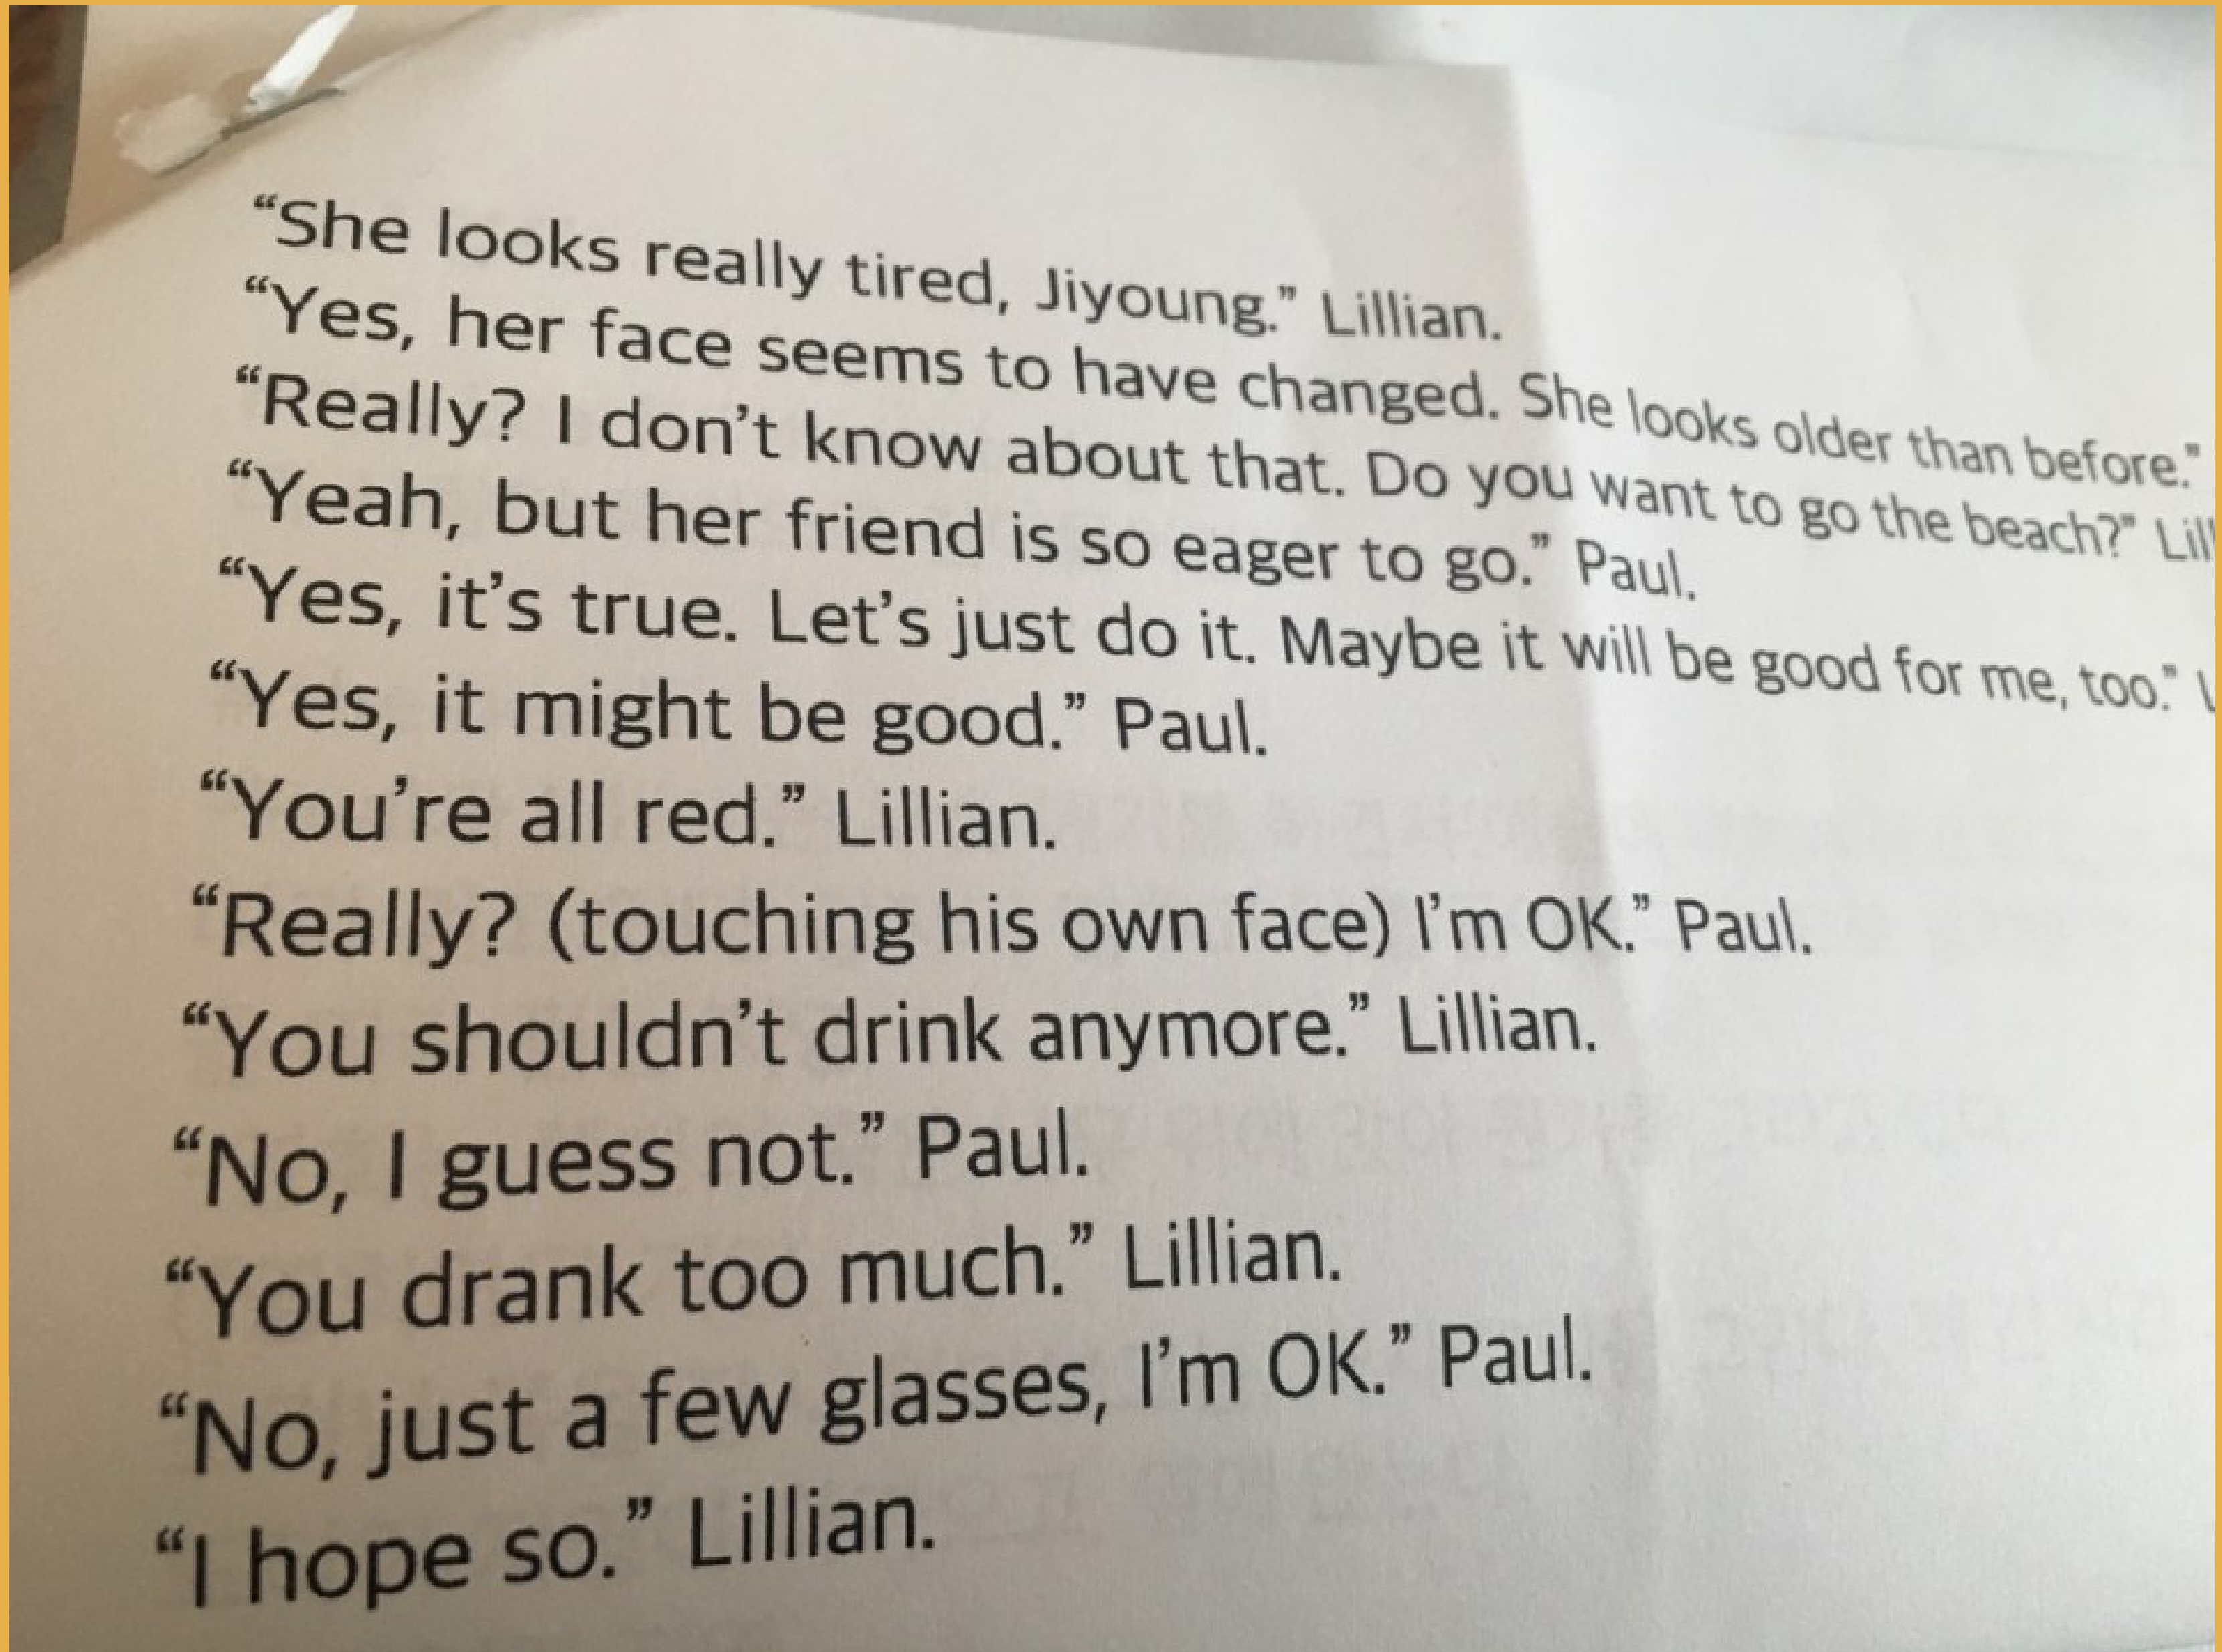 “She looks really tired, Jiyoung.” Lillian.
“Yes, her face seems to have changed. She looks older than before.”
“Really? I don’t know about that. Do you want to go the beach?” Lill
“Yeah, but her friend is so eager to go.” Paul.
“Yes, it’s true. Let’s just do it. Maybe it will be good for me, too.”
“Yes, it might be good.” Paul.
“You’re all red.” Lillian.
“Really? (touching his own face) I’m OK.” Paul.
“You shouldn’t drink anymore.” Lillian.
“No, I guess not.” Paul.
“You drank too much.” Lillian.
“No, just a few glasses, I’m OK.” Paul.
“I hope so.” Lillian.